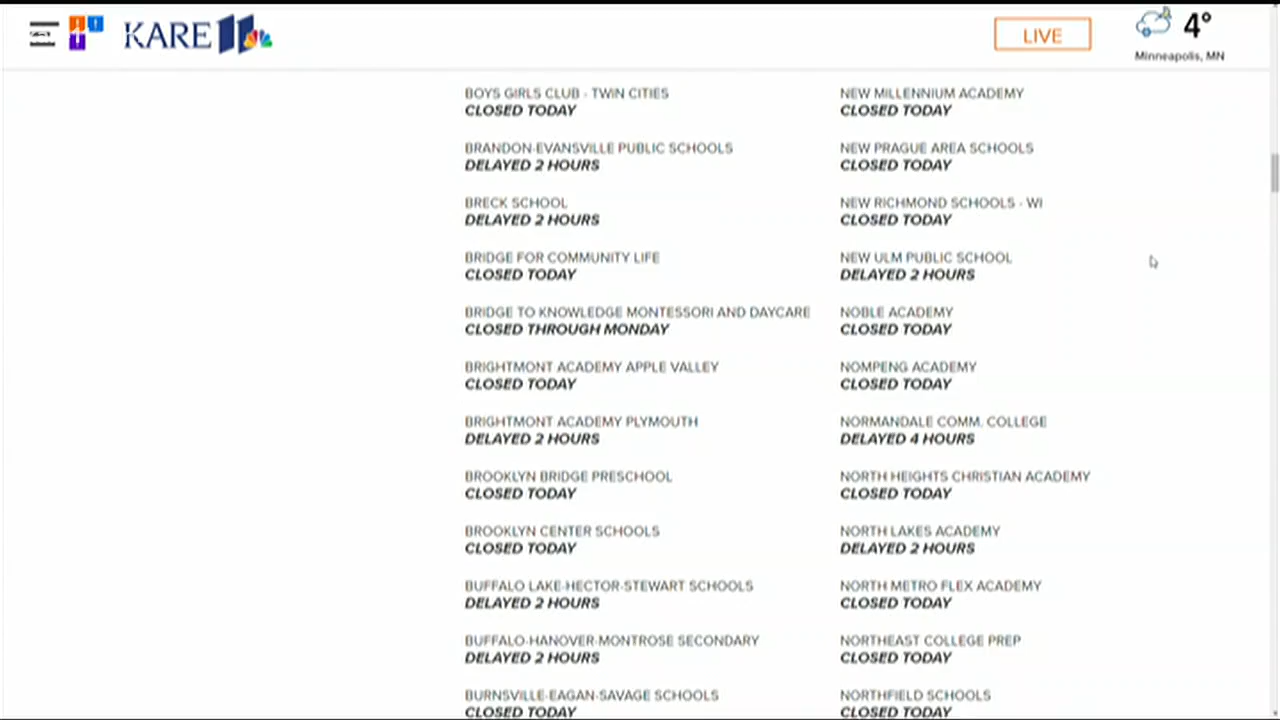 KARE 11
LIVE
4°
Minneapolis, MN
BOYS GIRLS CLUB - TWIN CITIES
CLOSED TODAY
BRANDON-EVANSVILLE PUBLIC SCHOOLS
DELAYED 2 HOURS
BRECK SCHOOL
DELAYED 2 HOURS
BRIDGE FOR COMMUNITY LIFE
CLOSED TODAY
BRIDGE TO KNOWLEDGE MONTESSORI AND DAYCARE
CLOSED THROUGH MONDAY
BRIGHTMONT ACADEMY APPLE VALLEY
CLOSED TODAY
BRIGHTMONT ACADEMY PLYMOUTH
DELAYED 2 HOURS
BROOKLYN BRIDGE PRESCHOOL
CLOSED TODAY
BROOKLYN CENTER SCHOOLS
CLOSED TODAY
BUFFALO LAKE-HECTOR-STEWART SCHOOLS
DELAYED 2 HOURS
BUFFALO-HANOVER-MONTROSE SECONDARY
DELAYED 2 HOURS
BURNSVILLE-EAGAN-SAVAGE SCHOOLS
CLOSED TODAY
NEW MILLENNIUM ACADEMY
CLOSED TODAY
NEW PRAGUE AREA SCHOOLS
CLOSED TODAY
NEW RICHMOND SCHOOLS - WI
CLOSED TODAY
NEW ULM PUBLIC SCHOOL
DELAYED 2 HOURS
NOBLE ACADEMY
CLOSED TODAY
NOMPENG ACADEMY
CLOSED TODAY
NORMANDALE COMM. COLLEGE
DELAYED 4 HOURS
NORTH HEIGHTS CHRISTIAN ACADEMY
CLOSED TODAY
NORTH LAKES ACADEMY
DELAYED 2 HOURS
NORTH METRO FLEX ACADEMY
CLOSED TODAY
NORTHEAST COLLEGE PREP
CLOSED TODAY
NORTHFIELD SCHOOLS
CLOSED TODAY